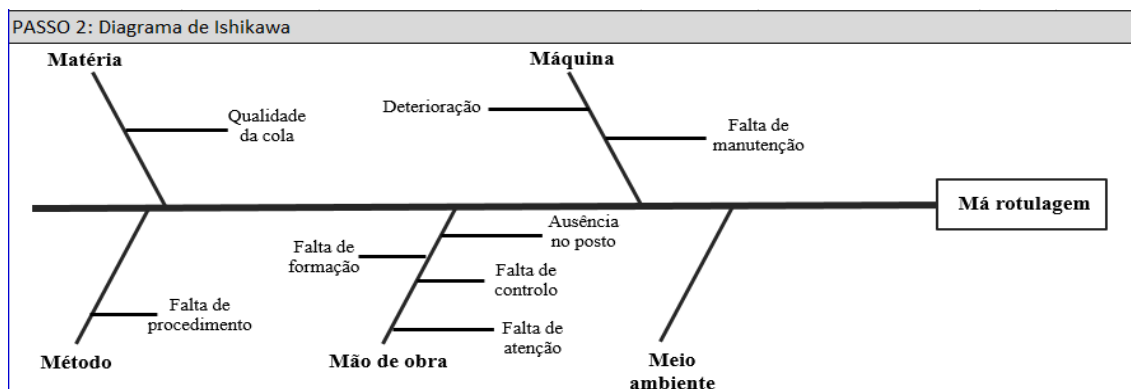 PASSO 2: Diagrama de Ishikawa
Matéria
Máquina
Qualidade
da cola
Deterioração
Falta de
manutenção
Má rotulagem
Ausência
no posto
Falta de
formação
Falta de
controlo
Falta de
procedimento
Falta de
atenção
Método
Mão de obra
Meio
ambiente